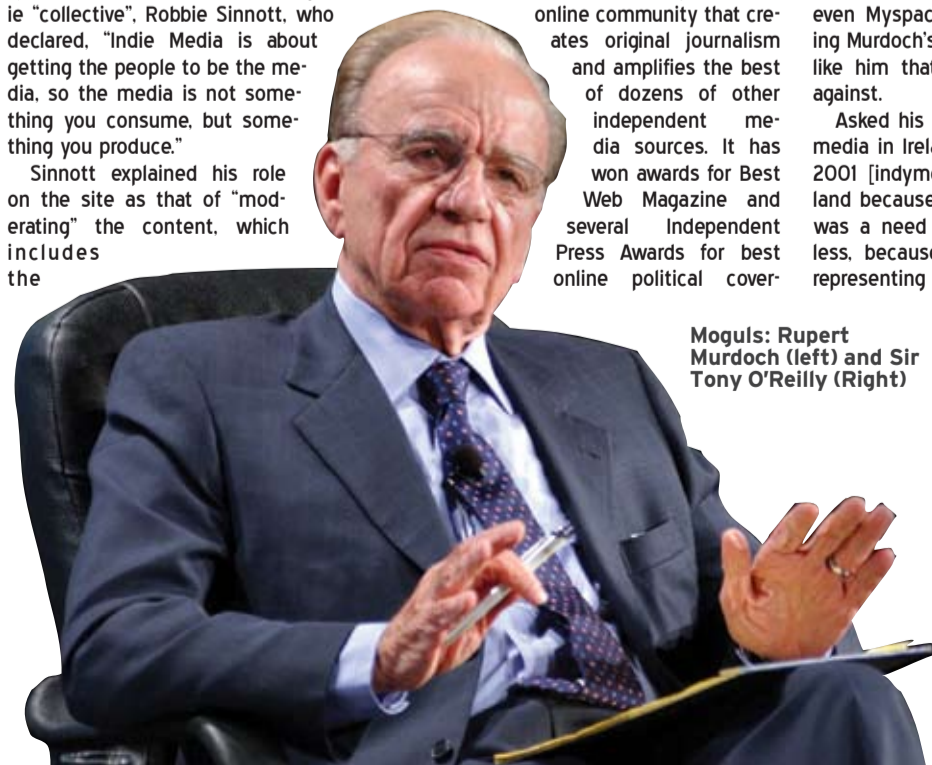 ie “collective”, Robbie Sinnott, who
declared, “Indie Media is about
getting the people to be the me-
dia, so the media is not some-
thing you consume, but some-
thing you produce.”
Sinnott explained his role
on the site as that of “mod-
erating” the content, which
includes
the
online community that cre-
ates original journalism
and amplifies the best
of dozens of other
independent me-
dia sources. It has
won awards for Best
Web Magazine and
several Independent
Press Awards for best
online political cover-
even Myspac
ing Murdoch’s
like him that
against.
Asked his
media in Irela
2001 [indyme
land because
was a need
less, because
representing
Moguls: Rupert
Murdoch (left) and Sir
Tony O’Reilly (Right)